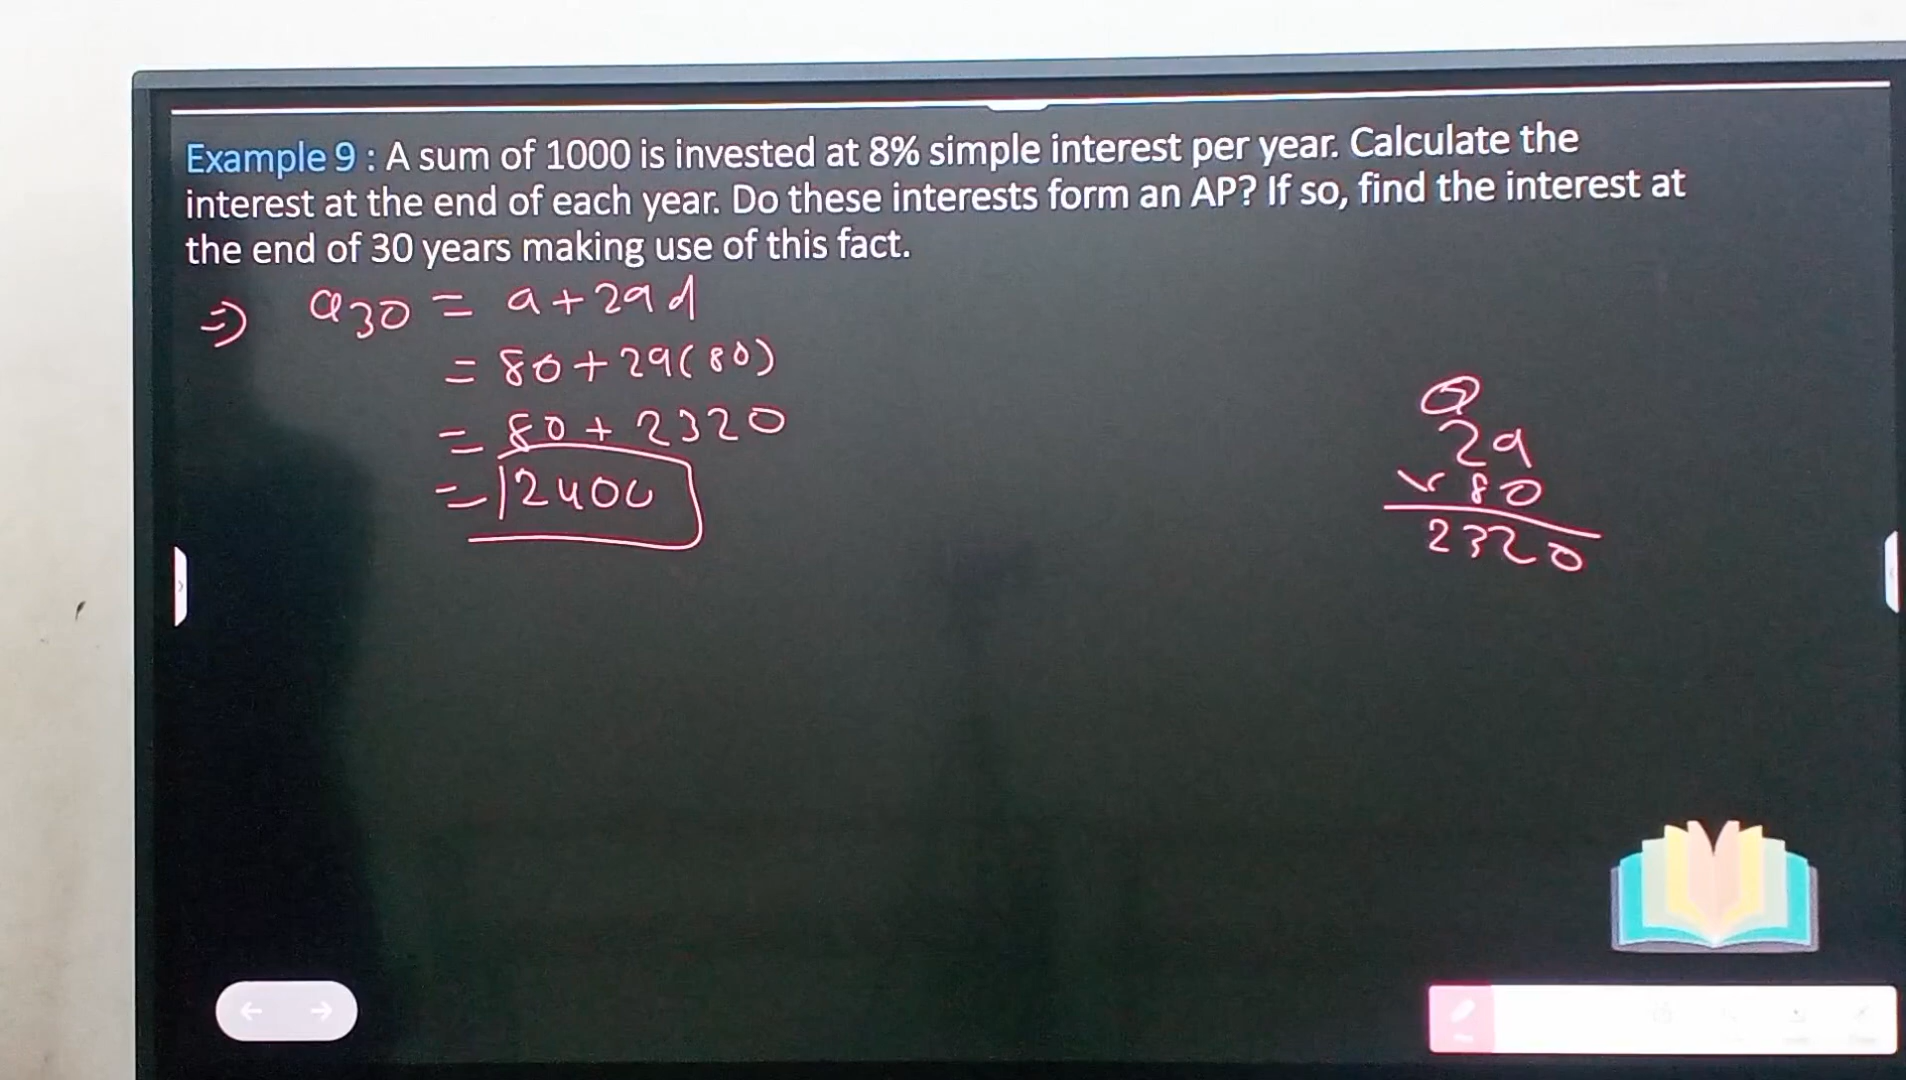 Example 9 : A sum of 1000 is invested at 8% simple interest per year. Calculate the
interest at the end of each year. Do these interests form an AP? If so, find the interest at
the end of 30 years making use of this fact.
⇒ a30 = a + 29d
= 80 + 29(80)
= 80 + 2320
= 2400
29
× 80
2320